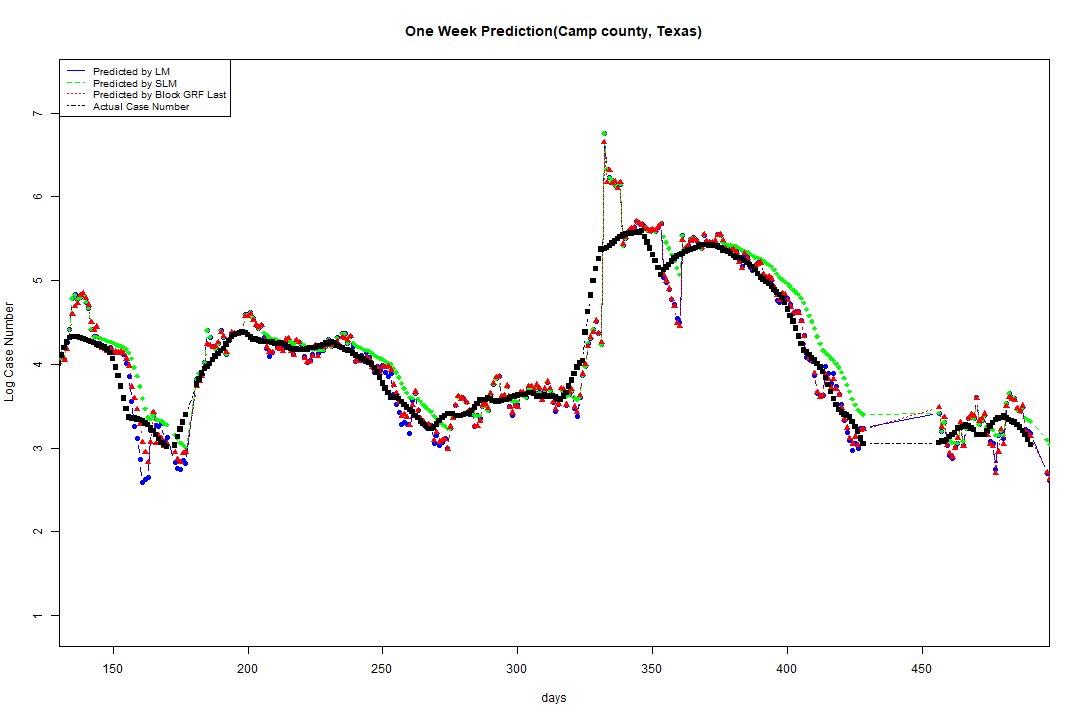 One Week Prediction(Camp county, Texas)
Predicted by LM
Predicted by SLM
Predicted by Block GRF Last
Actual Case Number
7
6
5
4
3
2
1
Log Case Number
150 200 250 300 350 400 450
days